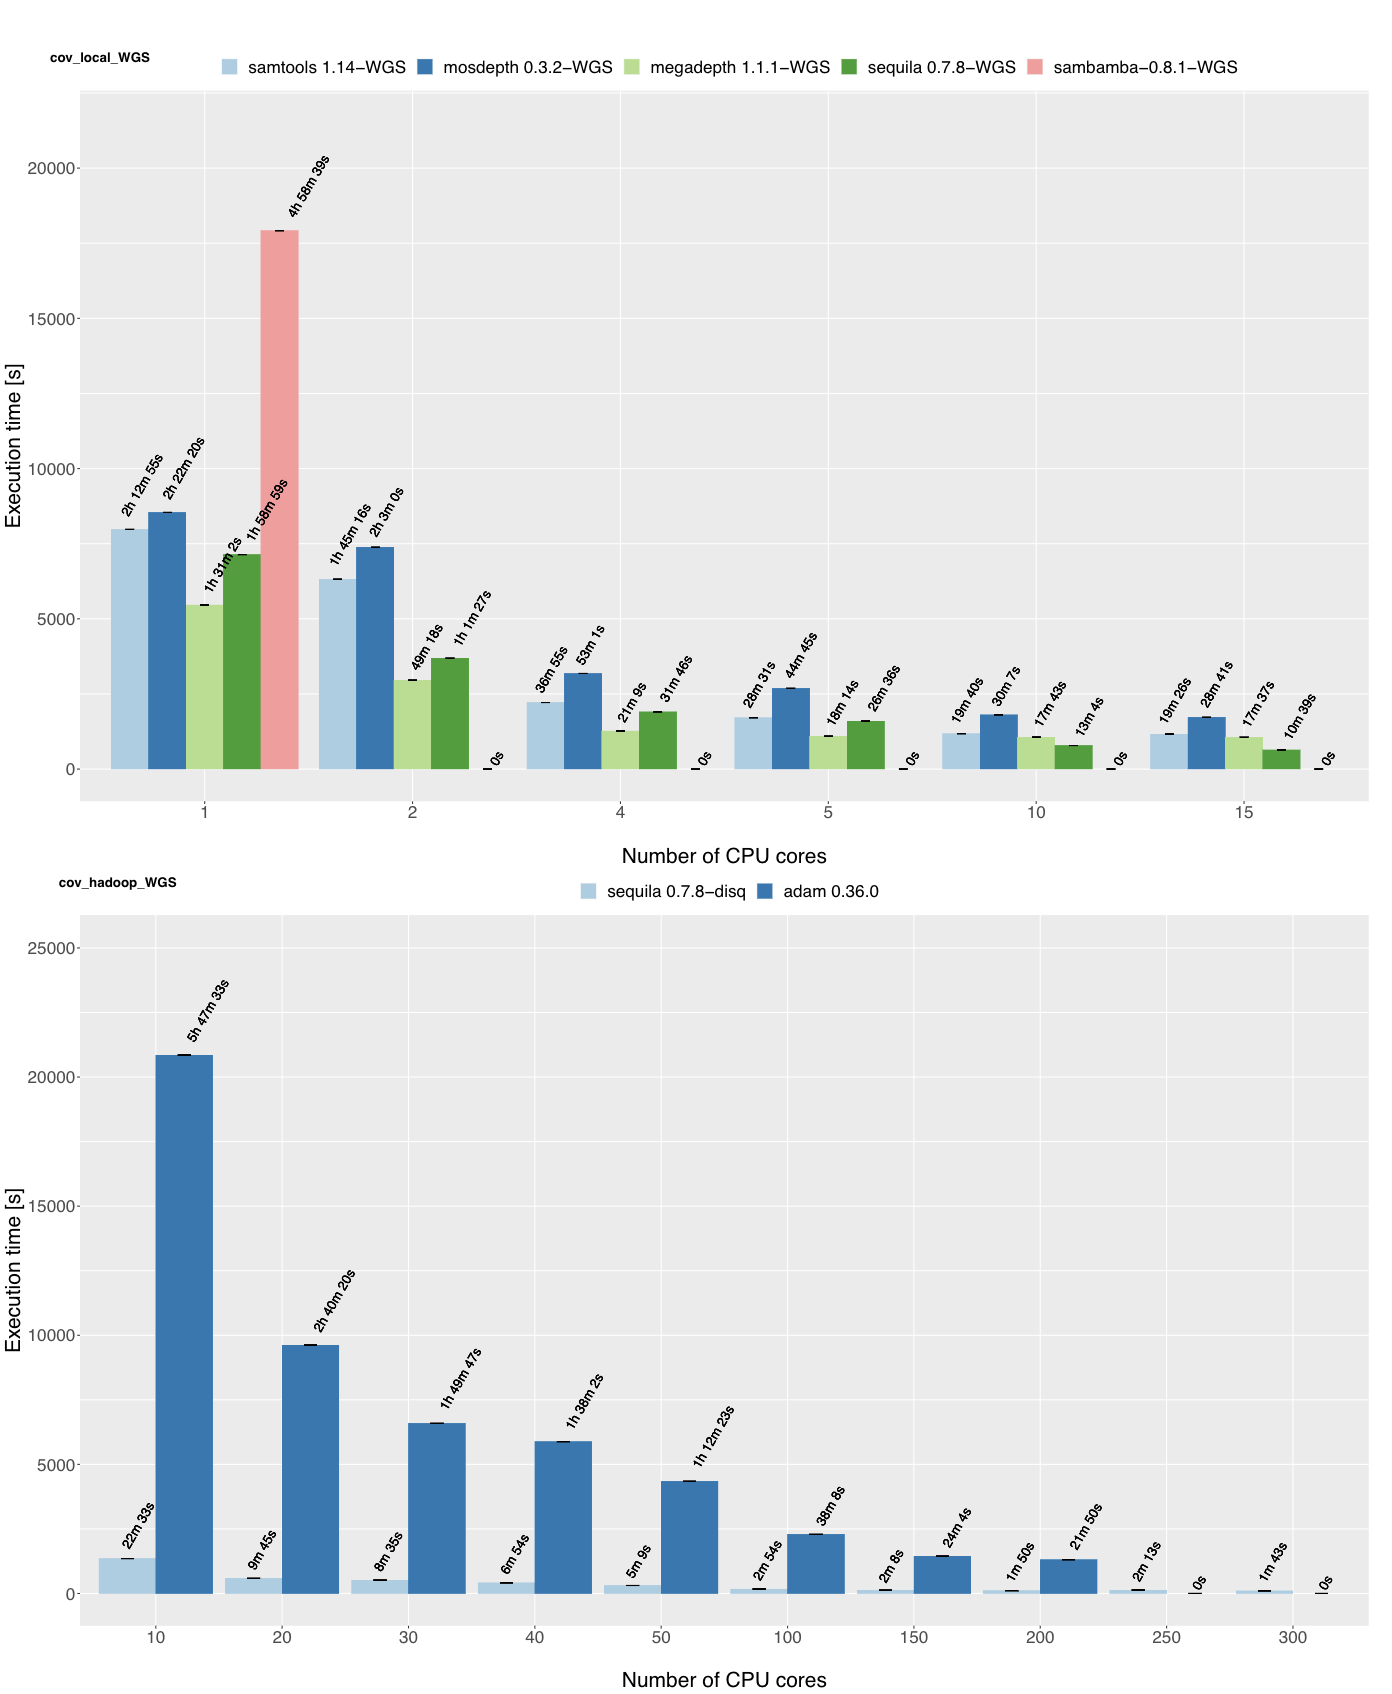 cov_local_WGS
samtools 1.14−WGS mosdepth 0.3.2−WGS megadepth 1.1.1−WGS sequila 0.7.8−WGS sambamba−0.8.1−WGS
Execution time [s]
20000
15000
10000
5000
0
2h 12m 55s
2h 22m 20s
1h 31m 2s
1h 58m 59s
4h 58m 39s
1h 45m 16s
2h 3m 0s
49m 18s
1h 1m 27s
0s
36m 55s
53m 1s
21m 9s
31m 46s
0s
28m 31s
44m 45s
18m 14s
26m 36s
0s
19m 40s
30m 7s
17m 43s
13m 4s
0s
19m 26s
28m 41s
17m 37s
10m 39s
0s
1 2 4 5 10 15
Number of CPU cores
cov_hadoop_WGS
sequila 0.7.8−disq adam 0.36.0
Execution time [s]
25000
20000
15000
10000
5000
0
22m 33s
5h 47m 33s
9m 45s
2h 40m 20s
8m 35s
1h 49m 47s
6m 54s
1h 38m 2s
5m 9s
1h 12m 23s
2m 54s
38m 8s
2m 8s
24m 4s
1m 50s
21m 50s
2m 13s
0s
1m 43s
0s
10 20 30 40 50 100 150 200 250 300
Number of CPU cores